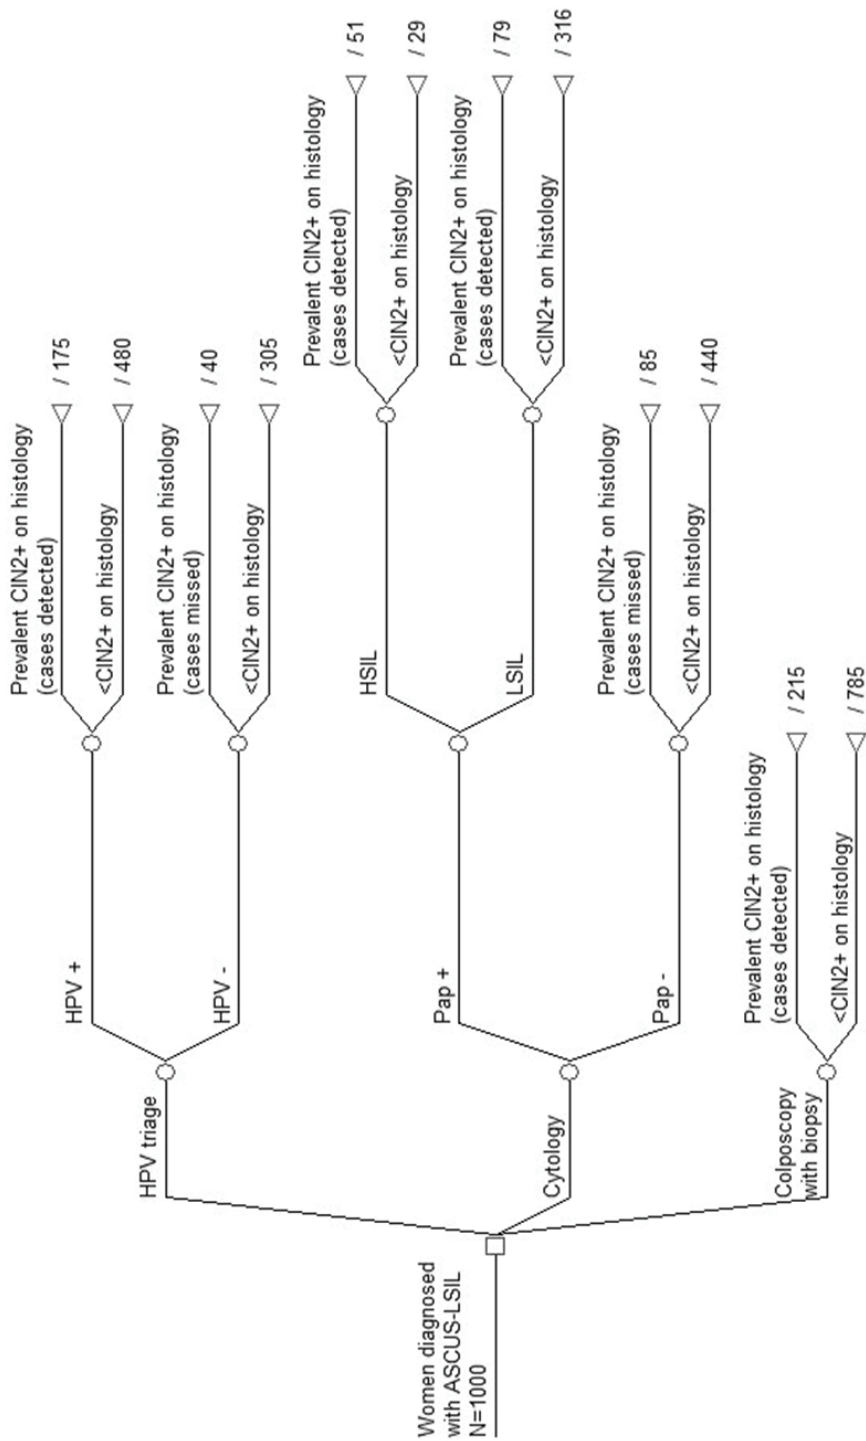 Women diagnosed
with ASCUS-LSIL
N=1000
HPV triage
HPV +
Prevalent CIN2+ on histology
(cases detected)
/ 175
<CIN2+ on histology
/ 480
HPV -
Prevalent CIN2+ on histology
(cases missed)
/ 40
<CIN2+ on histology
/ 305
Cytology
Pap +
HSIL
Prevalent CIN2+ on histology
(cases detected)
/ 51
<CIN2+ on histology
/ 29
LSIL
Prevalent CIN2+ on histology
(cases detected)
/ 79
<CIN2+ on histology
/ 316
Pap -
Prevalent CIN2+ on histology
(cases missed)
/ 85
<CIN2+ on histology
/ 440
Colposcopy
with biopsy
Prevalent CIN2+ on histology
(cases detected)
/ 215
<CIN2+ on histology
/ 785